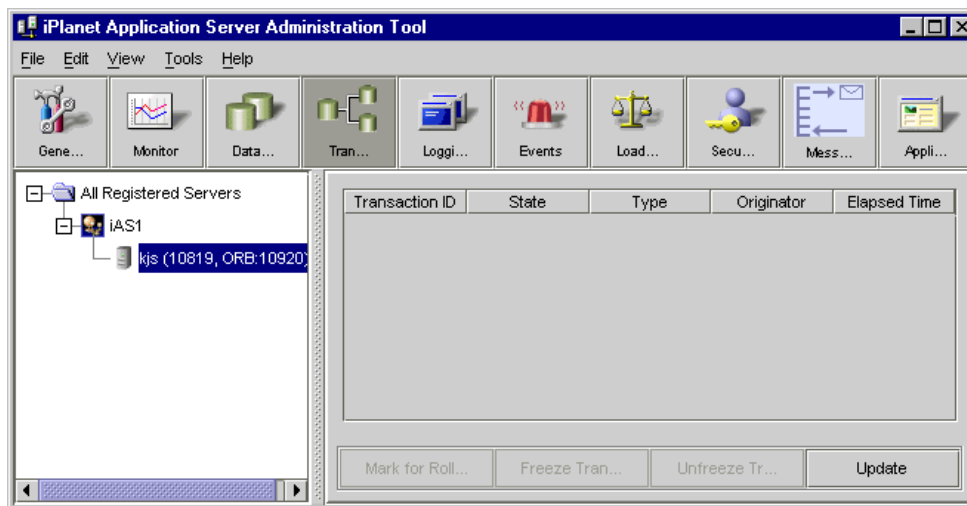 iPlanet Application Server Administration Tool
File Edit View Tools Help
Gene... Monitor Data... Tran... Loggi... Events Load... Secu... Mess... Appli...
All Registered Servers
iAS1
kjs (10819, ORB:10920)
Transaction ID State Type Originator Elapsed Time
Mark for Roll... Freeze Tran... Unfreeze Tr... Update